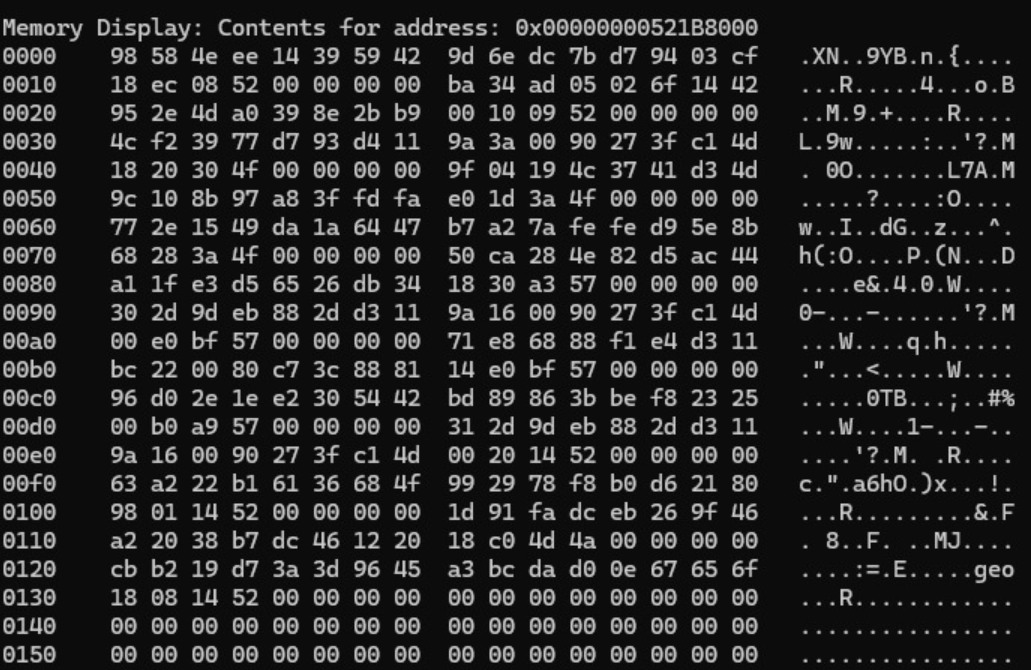 Memory Display: Contents for address: 0x00000000521B8000
0000 98 58 4e ee 14 39 59 42 9d 6e dc 7b d7 94 03 cf .XN..9YB.n.{....
0010 18 ec 08 52 00 00 00 00 ba 34 ad 05 02 6f 14 42 ...R.....4...o.B
0020 95 2e 4d a0 39 8e 2b b9 00 10 09 52 00 00 00 00 ..M.9.+....R....
0030 4c f2 39 77 d7 93 d4 11 9a 3a 00 90 27 3f c1 4d L.9w.....:..'?.M
0040 18 20 30 4f 00 00 00 00 9f 04 19 4c 37 41 d3 4d . 0O.......L7A.M
0050 9c 10 8b 97 a8 3f fd fa e0 1d 3a 4f 00 00 00 00 .....?....:O....
0060 77 2e 15 49 da 1a 64 47 b7 a2 7a fe fe d9 5e 8b w..I..dG..z...^.
0070 68 28 3a 4f 00 00 00 00 50 ca 28 4e 82 d5 ac 44 h(:O....P.(N...D
0080 a1 1f e3 d5 65 26 db 34 18 30 a3 57 00 00 00 00 ....e&.4.0.W....
0090 30 2d 9d eb 88 2d d3 11 9a 16 00 90 27 3f c1 4d 0-...-......'?.M
00a0 00 e0 bf 57 00 00 00 00 71 e8 68 88 f1 e4 d3 11 ...W....q.h.....
00b0 bc 22 00 80 c7 3c 88 81 14 e0 bf 57 00 00 00 00 ."...<.....W....
00c0 96 d0 2e 1e e2 30 54 42 bd 89 86 3b be f8 23 25 .....0TB...;..#%
00d0 00 b0 a9 57 00 00 00 00 31 2d 9d eb 88 2d d3 11 ...W....1-...-..
00e0 9a 16 00 90 27 3f c1 4d 00 20 14 52 00 00 00 00 ....'?.M. .R....
00f0 63 a2 22 b1 61 36 68 4f 99 29 78 f8 b0 d6 21 80 c.".a6hO.)x...!.
0100 98 01 14 52 00 00 00 00 1d 91 fa dc eb 26 9f 46 ...R.........&.F
0110 a2 20 38 b7 dc 46 12 20 18 c0 4d 4a 00 00 00 00 . 8..F. ..MJ....
0120 cb b2 19 d7 3a 3d 96 45 a3 bc da d0 0e 67 65 6f ....:=.E.....geo
0130 18 08 14 52 00 00 00 00 00 00 00 00 00 00 00 00 ...R............
0140 00 00 00 00 00 00 00 00 00 00 00 00 00 00 00 00 ................
0150 00 00 00 00 00 00 00 00 00 00 00 00 00 00 00 00 ................